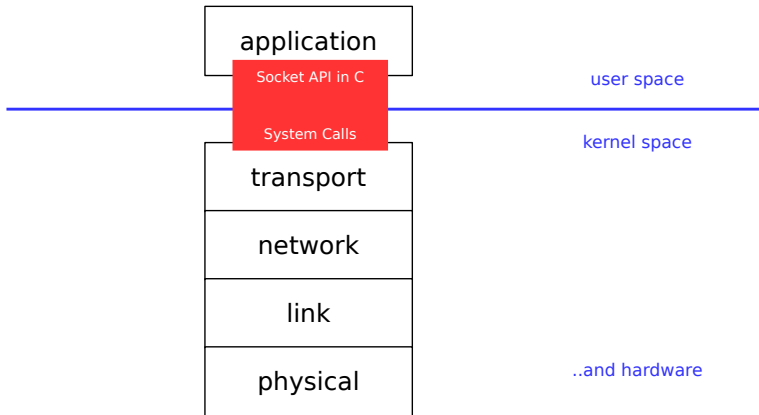 application
Socket API in C
user space
System Calls
kernel space
transport
network
link
physical
..and hardware